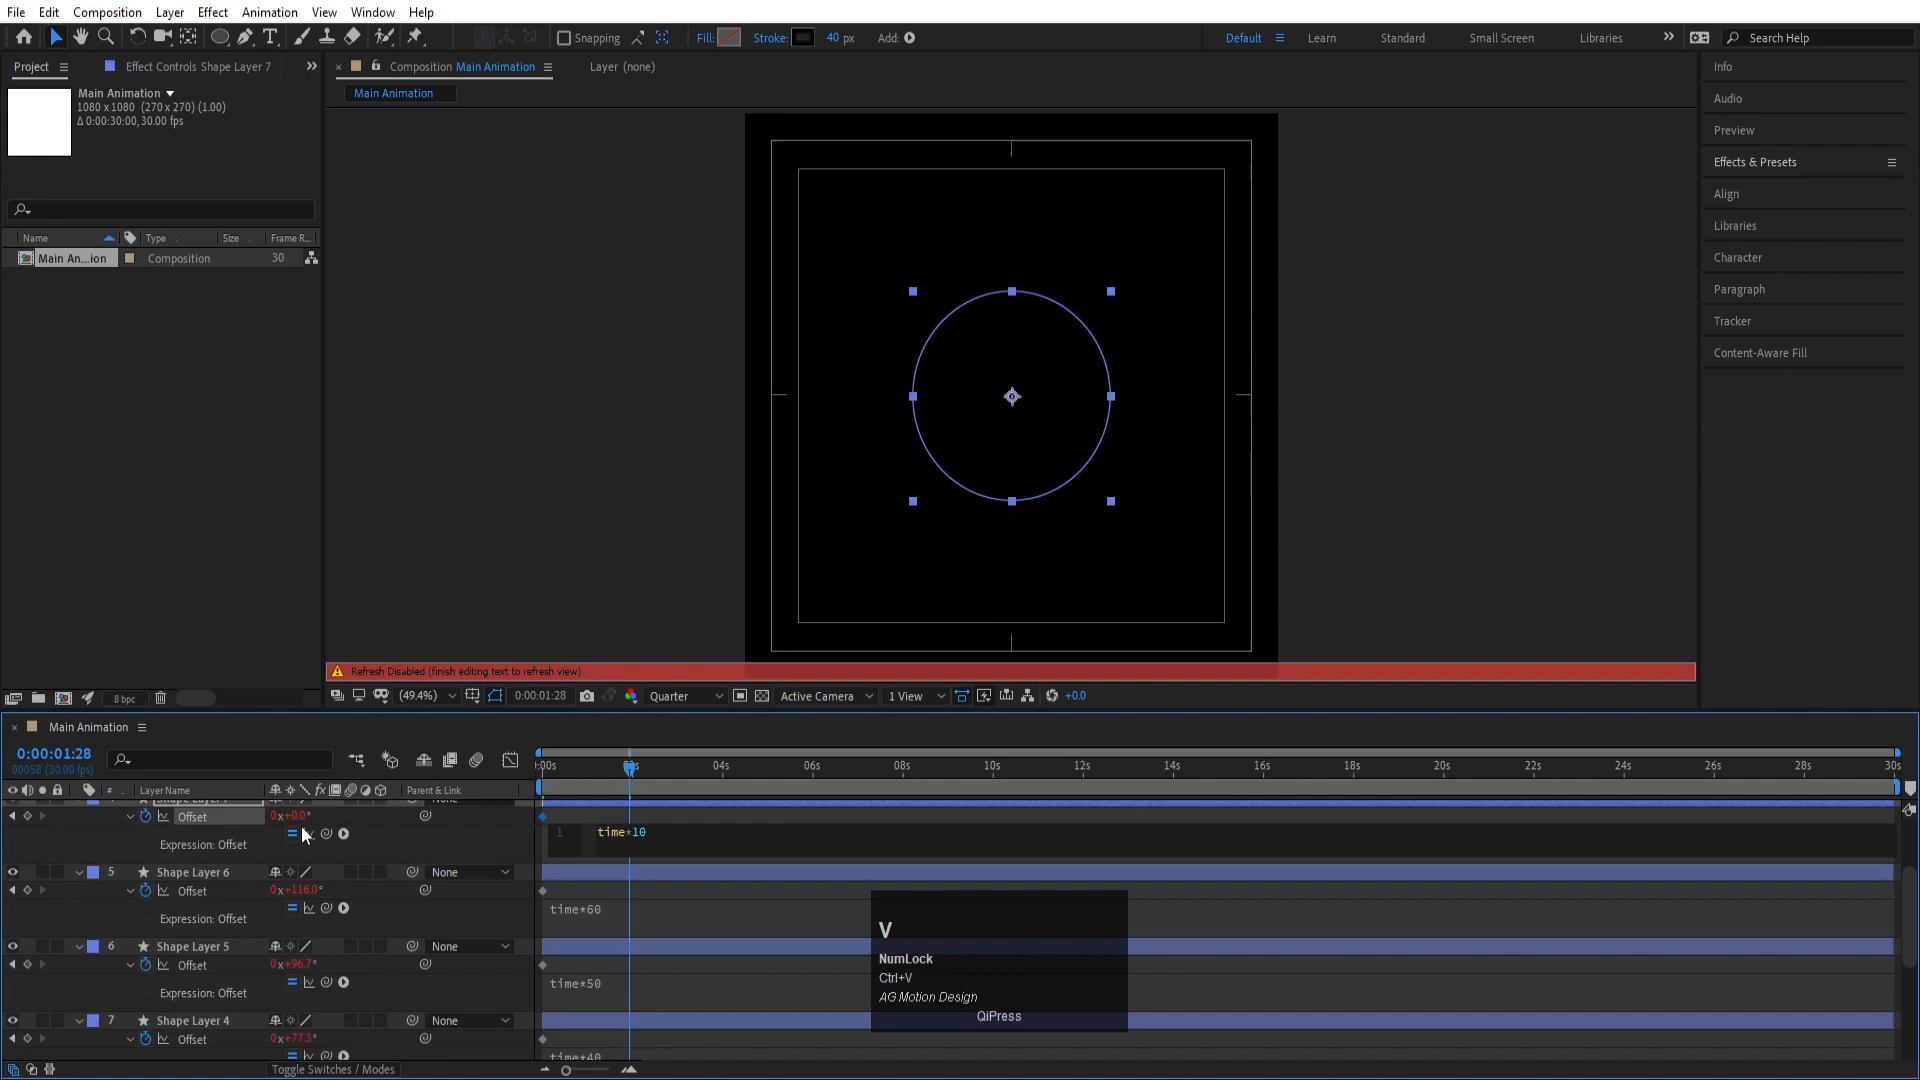 File Edit Composition Layer Effect Animation View Window Help
Snapping Fill: Stroke: 40 px Add: Default Learn Standard Small Screen Libraries Search Help
Project Effect Controls Shape Layer 7 Composition Main Animation Layer (none)
Info
Main Animation
1080 x 1080 (270 x 270) (1.00)
Δ 0:00:30:00, 30.00 fps
Main Animation
Audio
Preview
Effects & Presets
Align
Libraries
Character
Paragraph
Tracker
Content-Aware Fill
Name Type Size Frame R...
Main An...ion Composition 30
Refresh Disabled (finish editing text to refresh view)
8 bpc (49.4%) 0:00:01:28 Quarter Active Camera 1 View +0.0
Main Animation
0:00:01:28
00058 (30.00 fps)
:00s 04s 06s 08s 10s 12s 14s 16s 18s 20s 22s 24s 26s 28s 30s
# Layer Name Parent & Link
Offset 0x+0.0°
1 time*10
Expression: Offset
5 Shape Layer 6 None
Offset 0x+116.0°
time*60
Expression: Offset
6 Shape Layer 5 None
Offset 0x+96.7°
time*50
Expression: Offset
7 Shape Layer 4 None
Offset 0x+77.3°
time*40
V
NumLock
Ctrl+V
AG Motion Design
QiPress
Toggle Switches / Modes